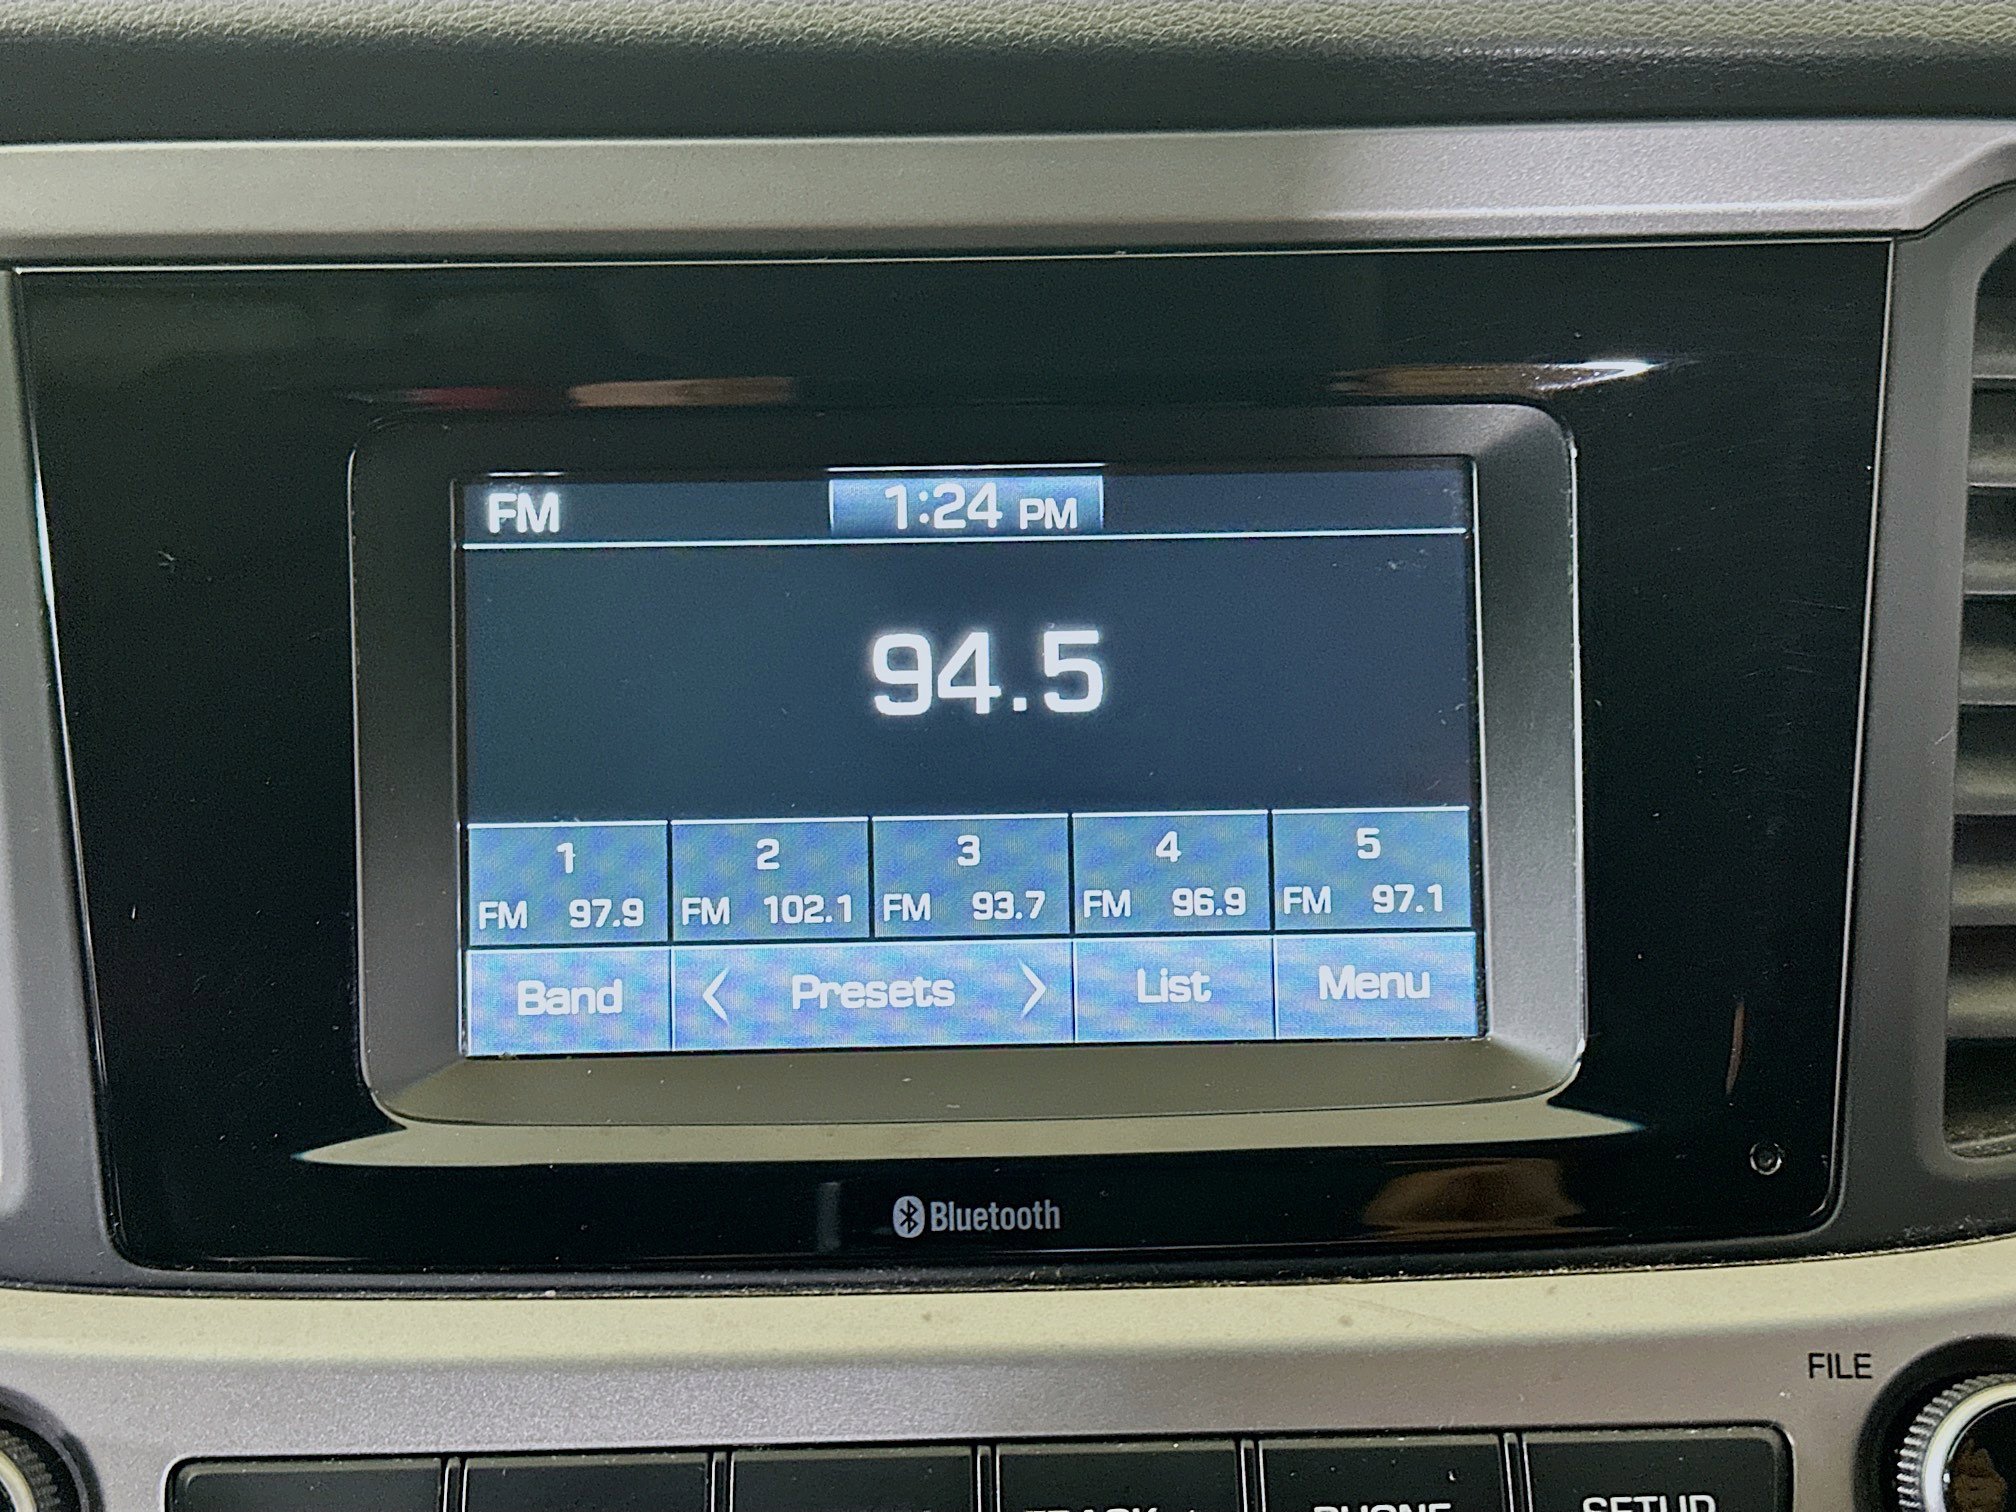 FM 1:24 PM
94.5
1 2 3 4 5
FM 97.9 FM 102.1 FM 93.7 FM 96.9 FM 97.1
Band < Presets > List Menu
Bluetooth
FILE
PHONE SETUP